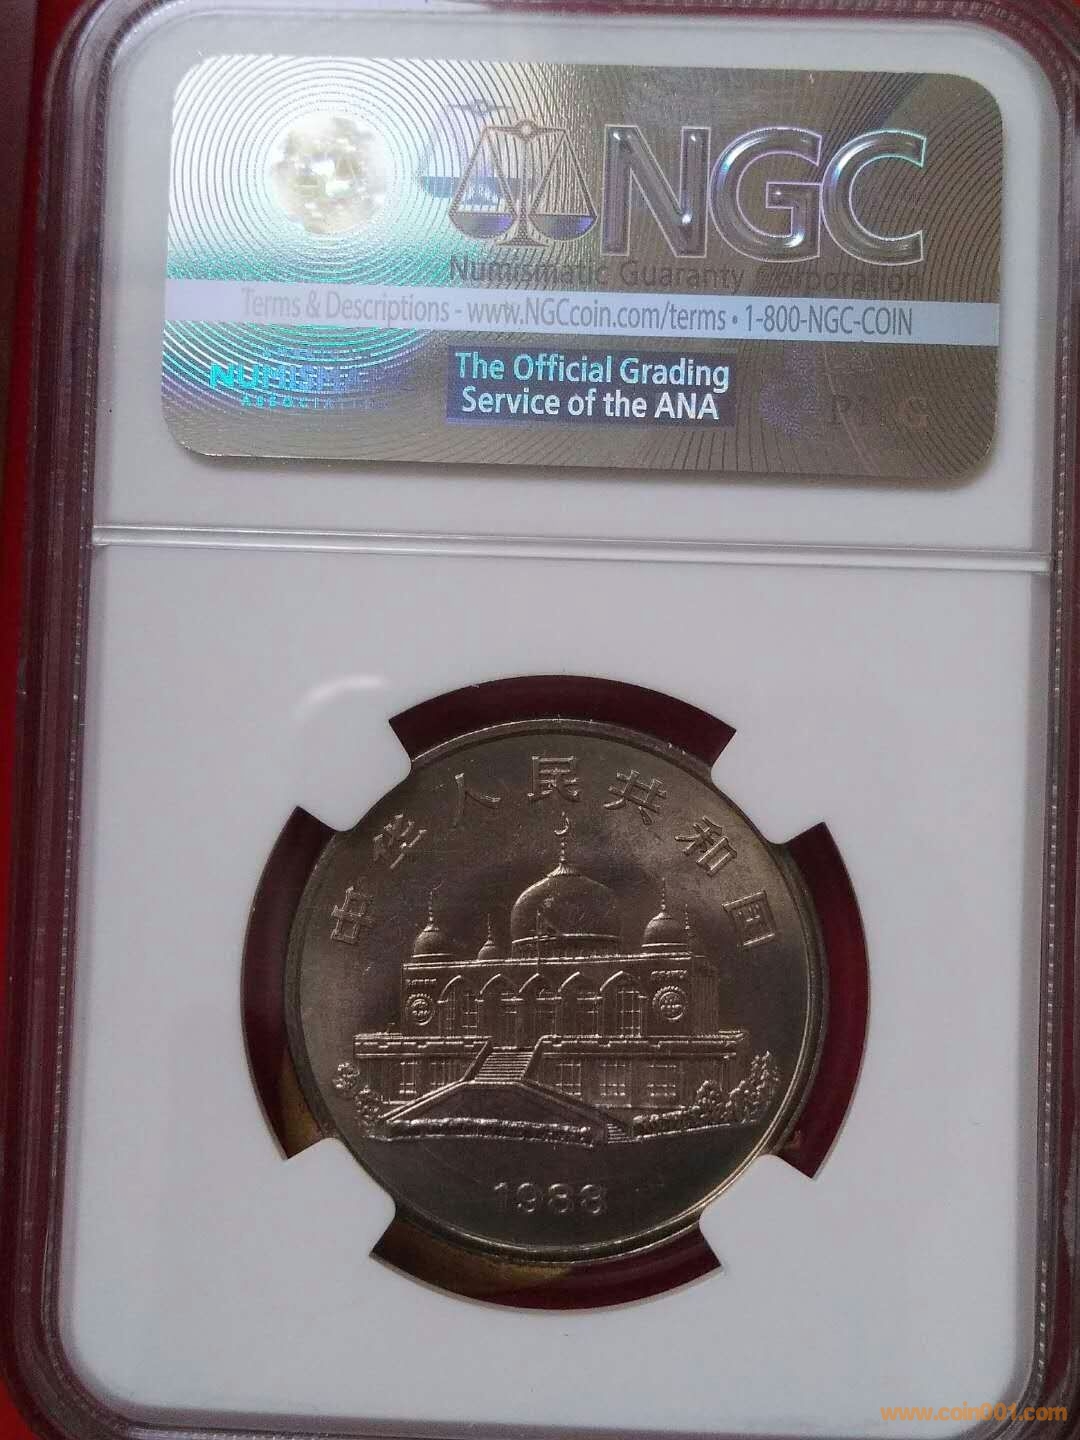 NGC
Numismatic Guaranty Corporation
Terms & Descriptions - www.NGCcoin.com/terms • 1-800-NGC-COIN
The Official Grading
Service of the ANA
ASSOCIATION
中华人民共和国
1988
www.coin001.com